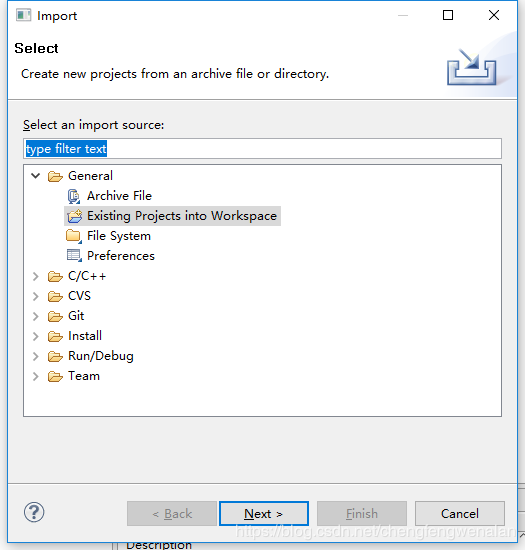 Import
Select
Create new projects from an archive file or directory.
Select an import source:
type filter text
General
Archive File
Existing Projects into Workspace
File System
Preferences
C/C++
CVS
Git
Install
Run/Debug
Team
< Back
Next >
Finish
Cancel
https://blog.csdn.net/chengfengwenalan
Description